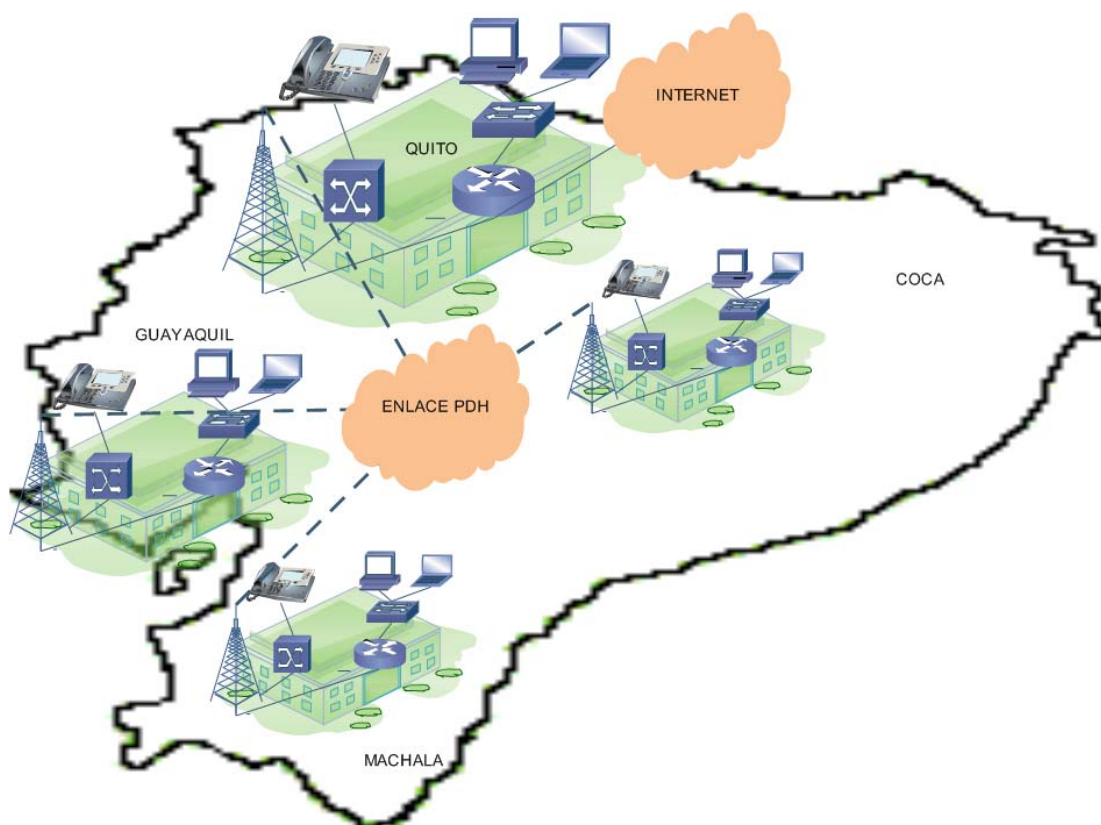 INTERNET
QUITO
COCA
GUAYAQUIL
ENLACE PDH
MACHALA